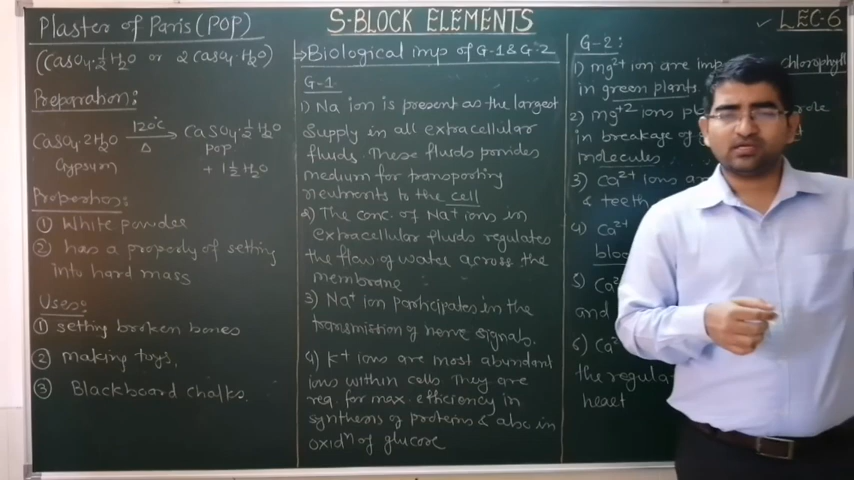 S-BLOCK ELEMENTS
✓ LEC-6
Plaster of Paris (POP)
(CaSO4.½H2O or 2CaSO4.H2O)
Preparation:
CaSO4.2H2O 120°C → Δ CaSO4.½H2O
Gypsum POP
+ 1½H2O
Properties:
① White powder
② has a property of setting
into hard mass
Uses:
① setting broken bones
② making toys,
③ Blackboard chalks.
⇒ Biological imp of G-1 & G-2
G-1
1) Na ion is present as the largest
supply in all extracellular
fluids. These fluids provides
medium for transporting
neutrients to the cell
2) The conc. of Na+ ions in
extracellular fluids regulates
the flow of water across the
membrane
3) Na+ ion participates in the
transmission of nerve signals.
4) K+ ions are most abundant
ions within cells They are
req. for max. efficiency in
synthesis of proteins & also in
oxidn of glucose
G-2:
1) Mg2+ ion are imp chlorophyll
in green plants
2) Mg+2 ions role
in breakage of
molecules
3) Ca2+ ions
& teeth
4) Ca2+
blood
5) Ca2
and
6) Ca2
the regula
heart